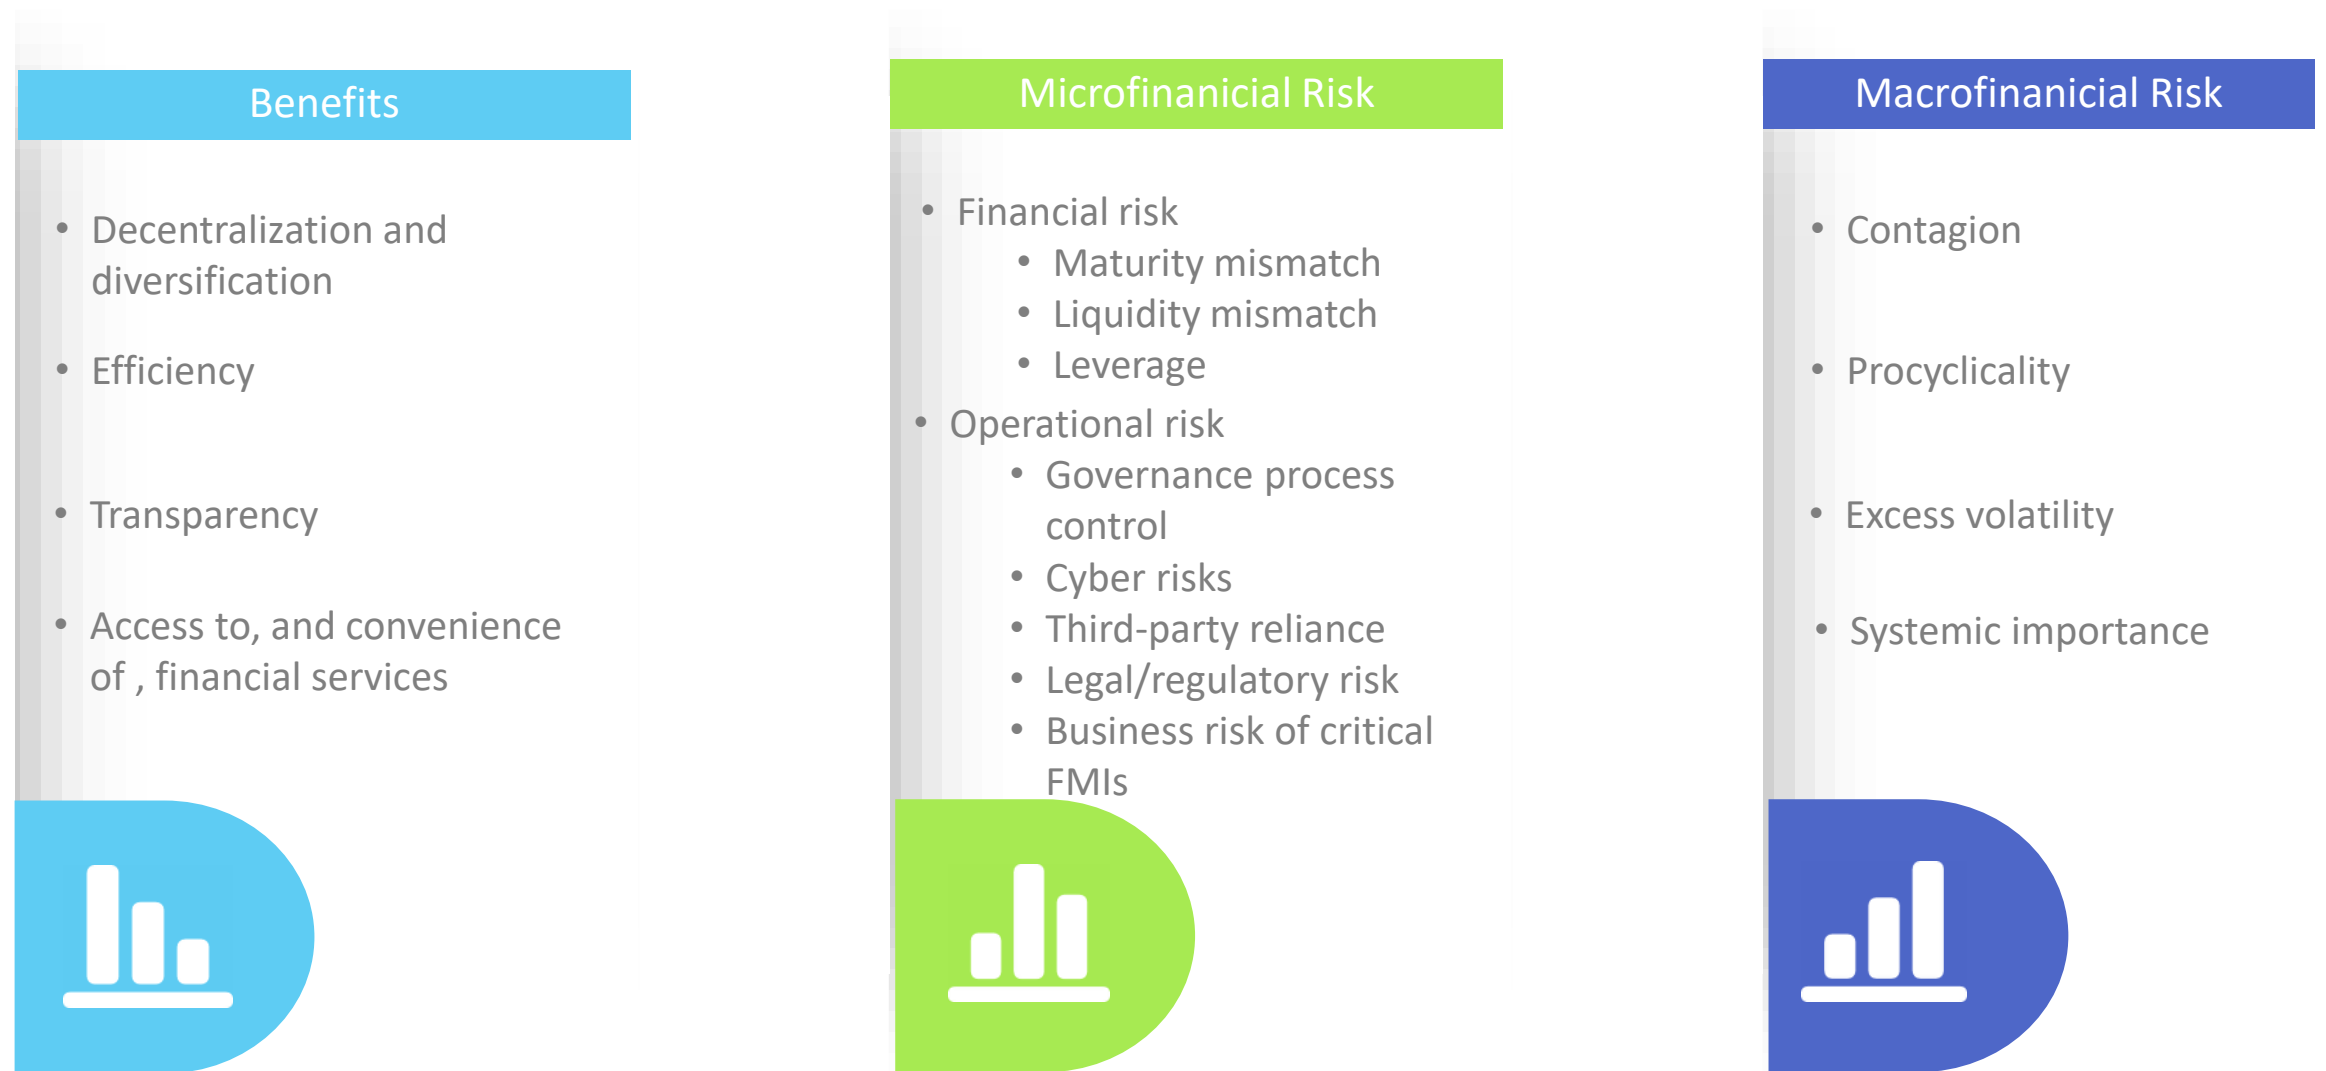 Benefits
• Decentralization and
diversification
• Efficiency
• Transparency
• Access to, and convenience
of , financial services
Microfinanicial Risk
• Financial risk
• Maturity mismatch
• Liquidity mismatch
• Leverage
• Operational risk
• Governance process
control
• Cyber risks
• Third-party reliance
• Legal/regulatory risk
• Business risk of critical
FMIs
Macrofinanicial Risk
• Contagion
• Procyclicality
• Excess volatility
• Systemic importance